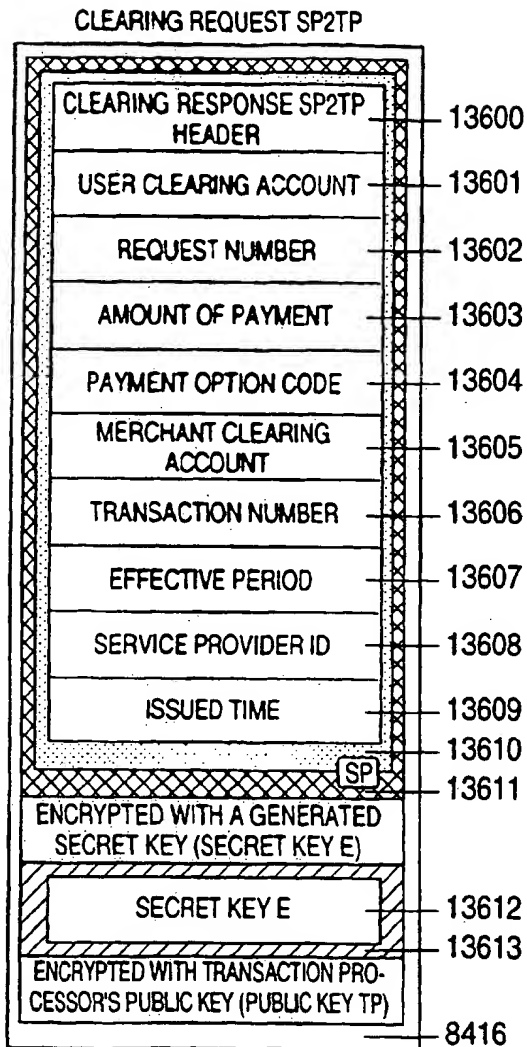 CLEARING REQUEST SP2TP
CLEARING RESPONSE SP2TP
HEADER
13600
USER CLEARING ACCOUNT
13601
REQUEST NUMBER
13602
AMOUNT OF PAYMENT
13603
PAYMENT OPTION CODE
13604
MERCHANT CLEARING
ACCOUNT
13605
TRANSACTION NUMBER
13606
EFFECTIVE PERIOD
13607
SERVICE PROVIDER ID
13608
ISSUED TIME
13609
13610
SP
13611
ENCRYPTED WITH A GENERATED
SECRET KEY (SECRET KEY E)
SECRET KEY E
13612
13613
ENCRYPTED WITH TRANSACTION PRO-
CESSOR'S PUBLIC KEY (PUBLIC KEY TP)
8416